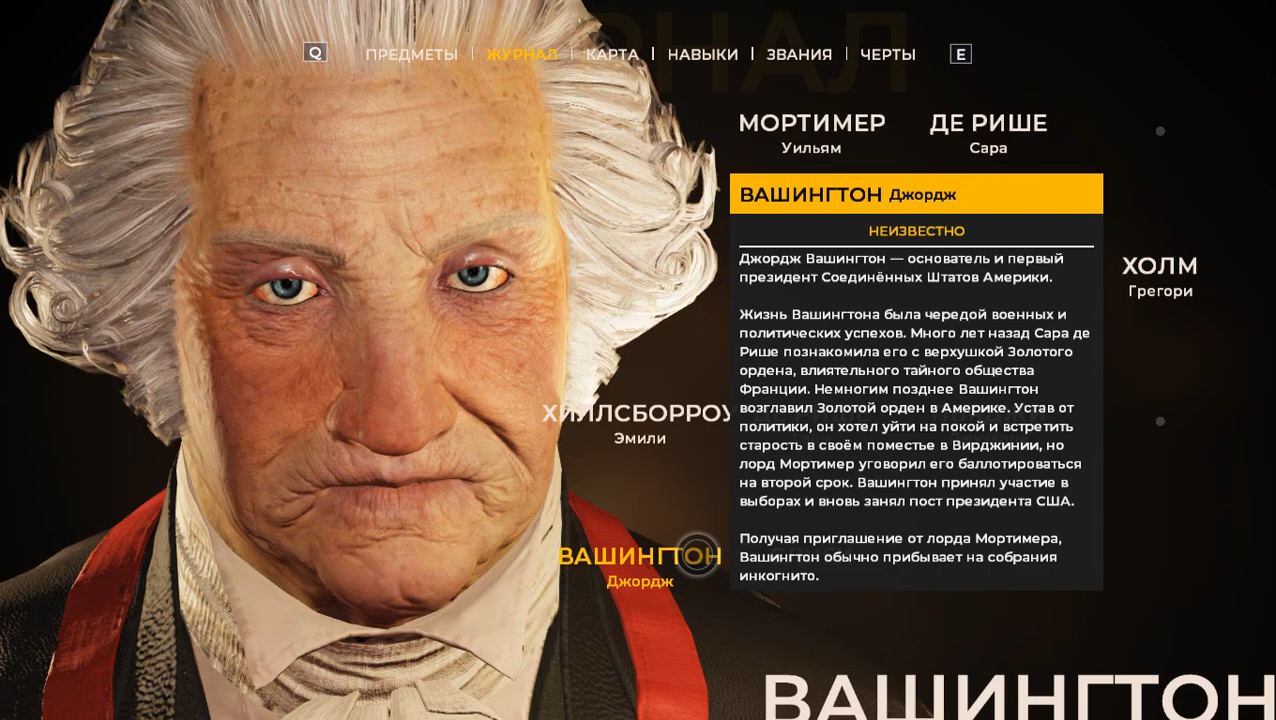 Q ПРЕДМЕТЫ ЖУРНАЛ КАРТА НАВЫКИ ЗВАНИЯ ЧЕРТЫ E
МОРТИМЕР ДЕ РИШЕ
Уильям Сара
ВАШИНГТОН Джордж
НЕИЗВЕСТНО
Джордж Вашингтон — основатель и первый
президент Соединённых Штатов Америки.
Жизнь Вашингтона была чередой военных и
политических успехов. Много лет назад Сара де
Рише познакомила его с верхушкой Золотого
ордена, влиятельного тайного общества
Франции. Немногим позднее Вашингтон
возглавил Золотой орден в Америке. Устав от
политики, он хотел уйти на покой и встретить
старость в своём поместье в Вирджинии, но
лорд Мортимер уговорил его баллотироваться
на второй срок. Вашингтон принял участие в
выборах и вновь занял пост президента США.
Получая приглашение от лорда Мортимера,
Вашингтон обычно прибывает на собрания
инкогнито.
ХОЛМ
Грегори
ХИЛЛСБОРРОУ
Эмили
ВАШИНГТОН
Джордж
ВАШИНГТОН